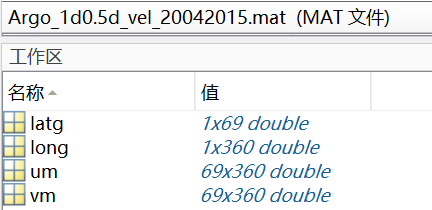 Argo_1d0.5d_vel_20042015.mat (MAT 文件)
工作区
名称 值
latg 1x69 double
long 1x360 double
um 69x360 double
vm 69x360 double